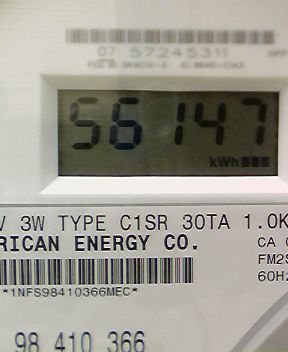 07 57245311
56147
kWh
V 3W TYPE C1SR 30TA 1.0K
RICAN ENERGY CO.
CA
FM2S
60Hz
*1NFS98410366MEC*
98 410 366